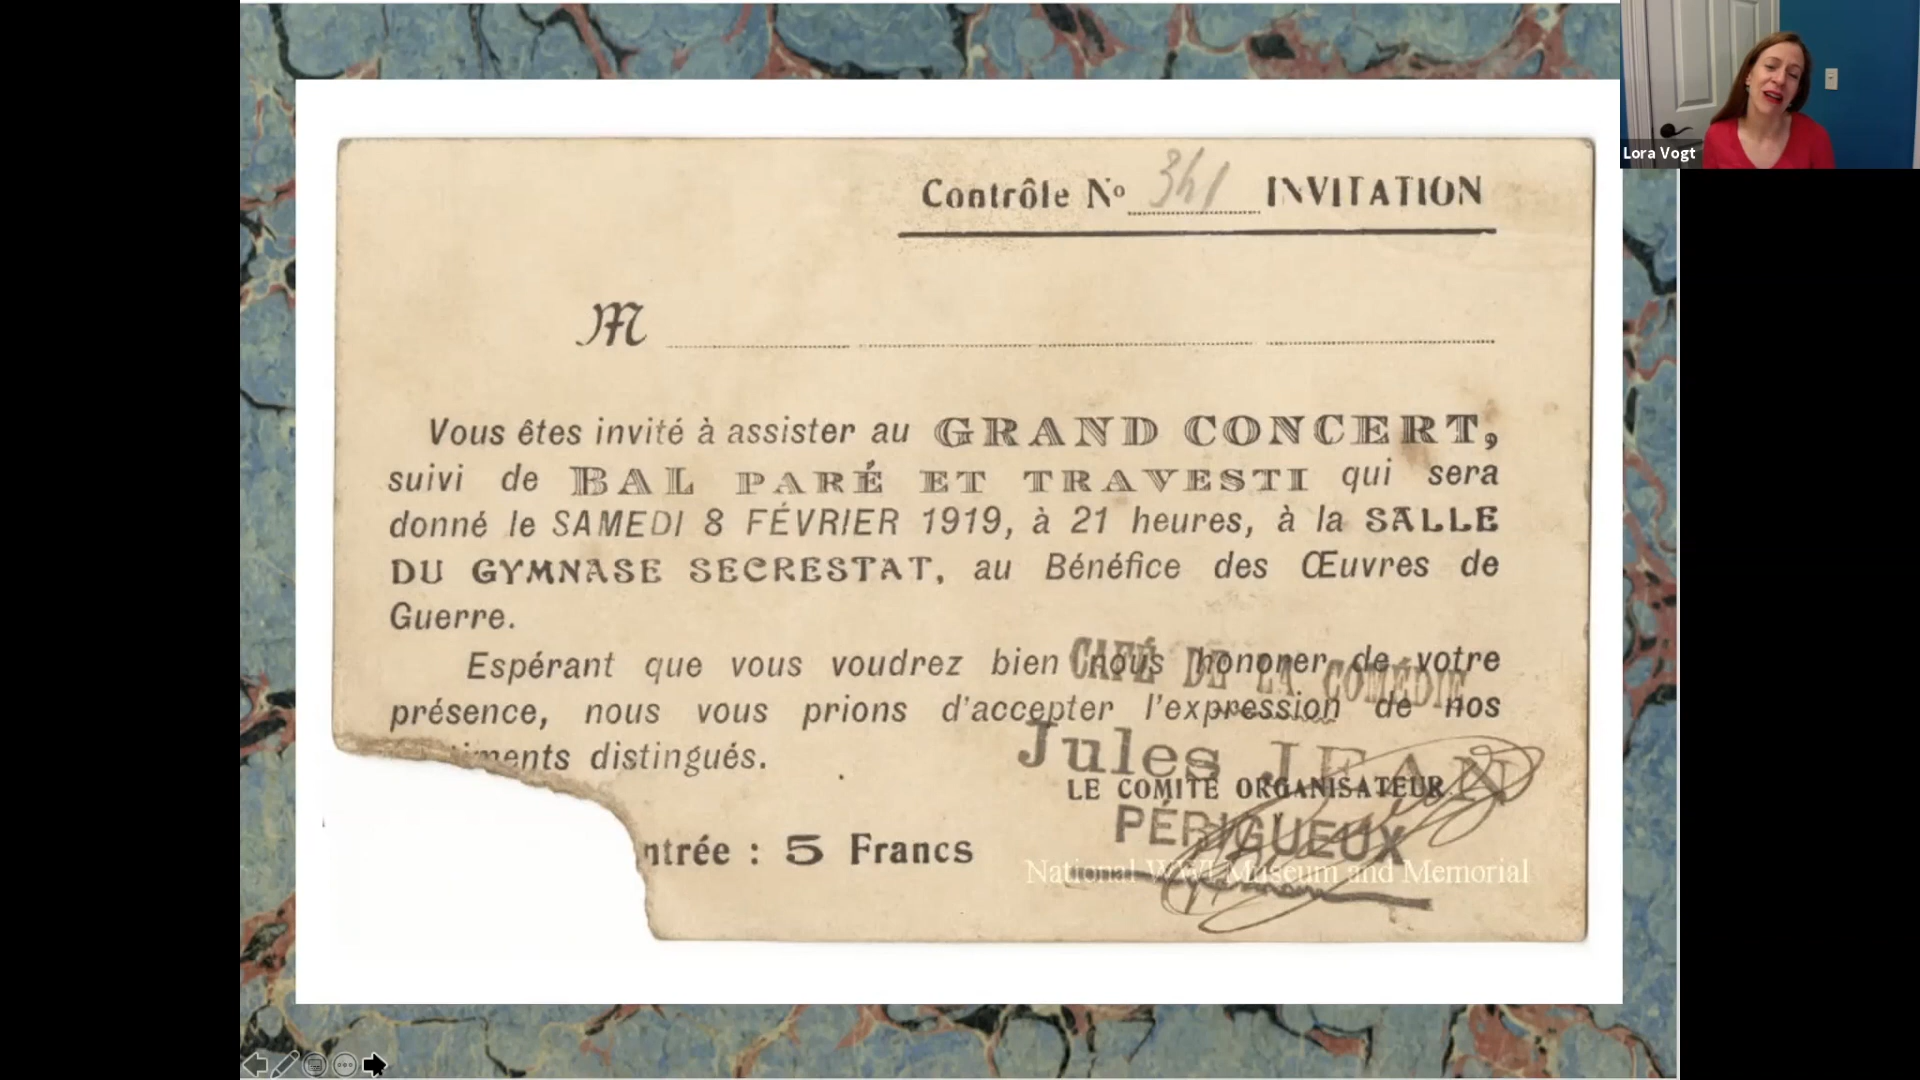 Lora Vogt
Contrôle Nº 341 INVITATION
M
Vous êtes invité à assister au GRAND CONCERT,
suivi de BAL PARÉ ET TRAVESTI qui sera
donné le SAMEDI 8 FÉVRIER 1919, à 21 heures, à la SALLE
DU GYMNASE SECRESTAT, au Bénéfice des Œuvres de
Guerre.
Espérant que vous voudrez bien nous honorer de votre
CAFÉ DE LA COMÉDIE
présence, nous vous prions d'accepter l'expression de nos
iments distingués.
Jules JEAN
LE COMITÉ ORGANISATEUR
PÉRIGUEUX
ntrée : 5 Francs
National WWI Museum and Memorial